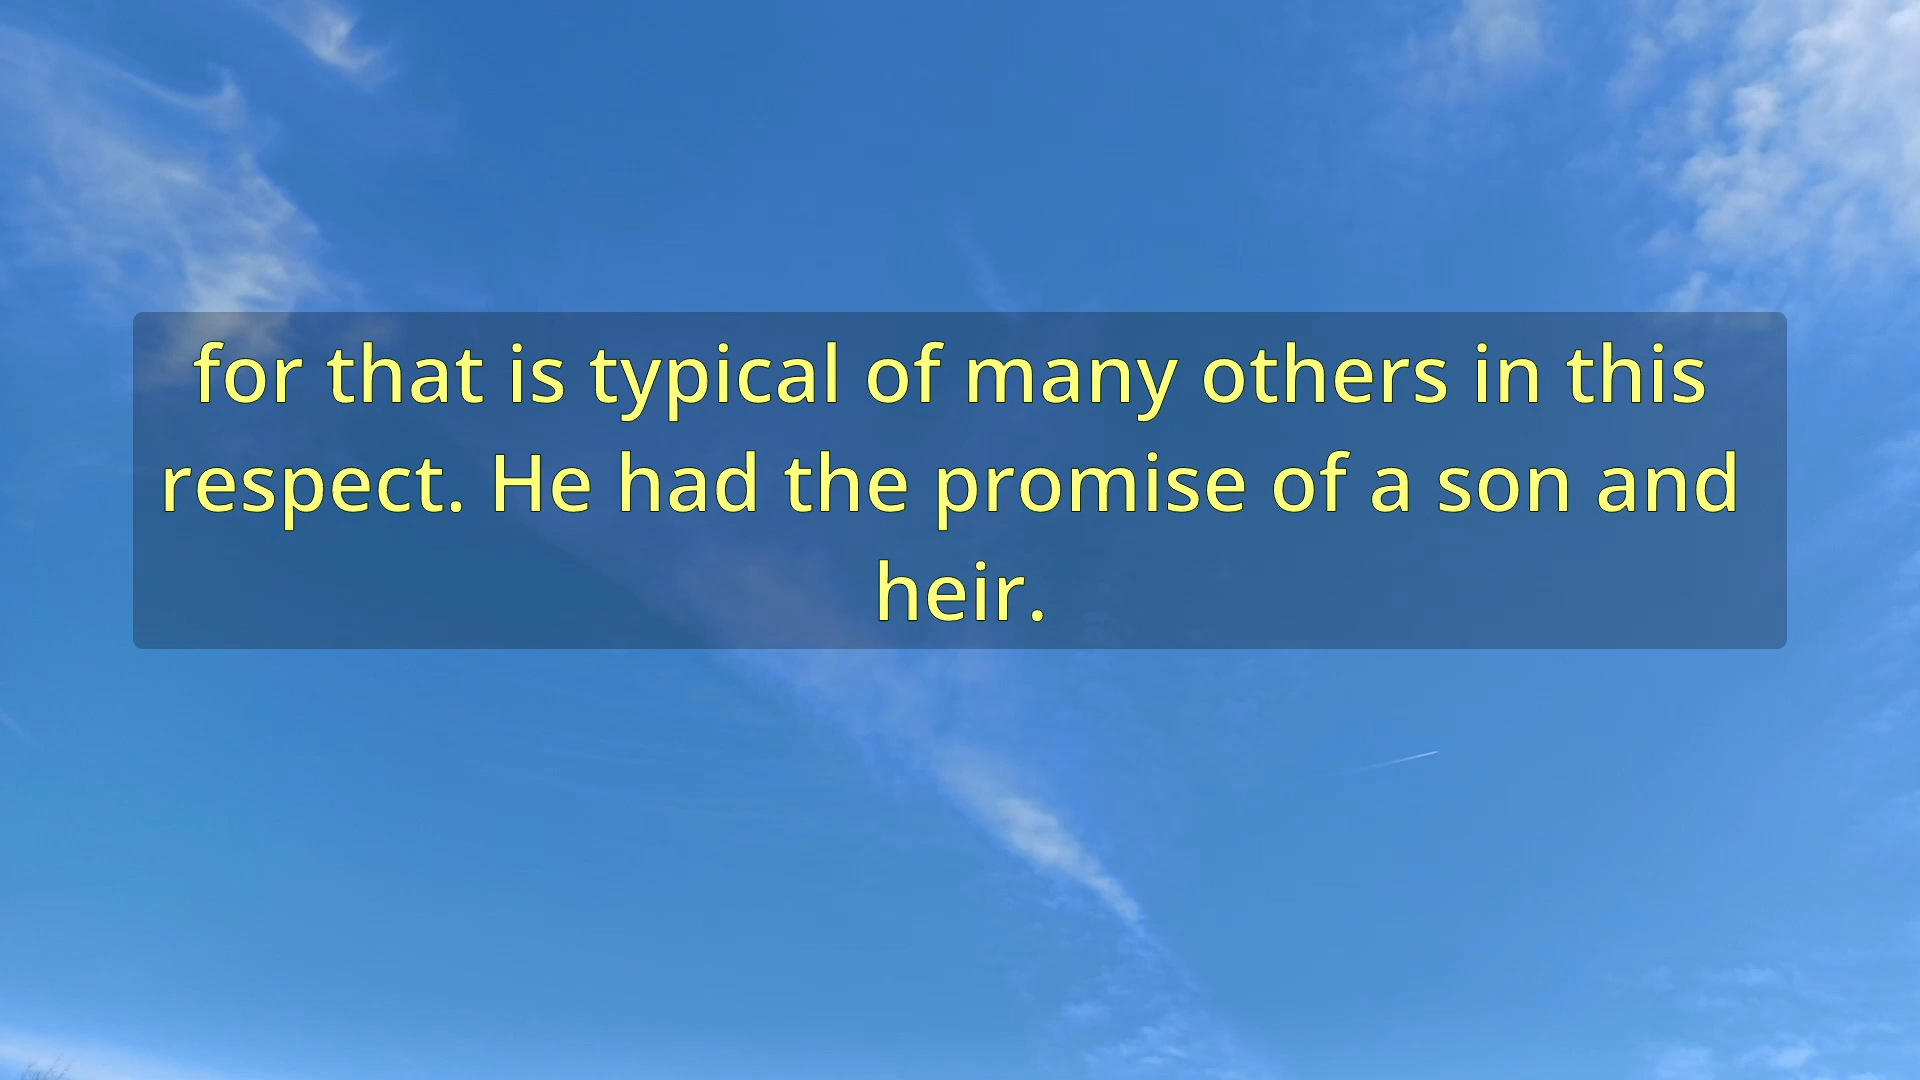 for that is typical of many others in this
respect. He had the promise of a son and
heir.